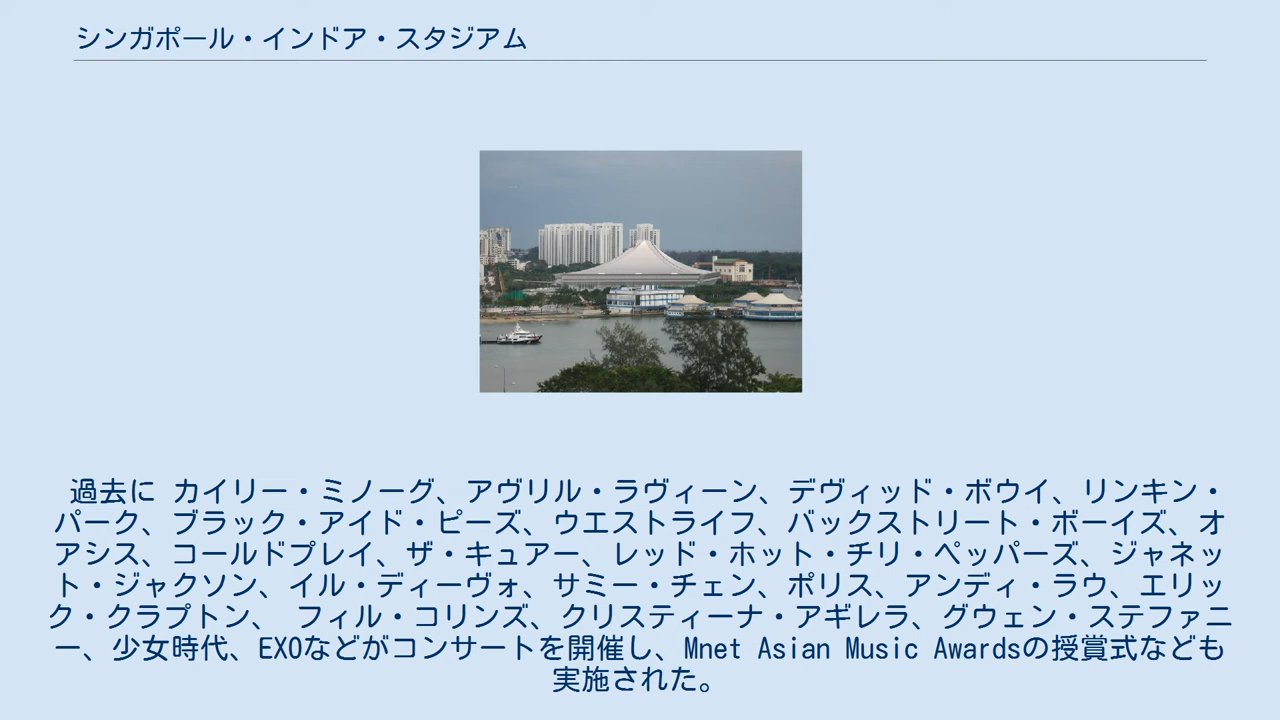 シンガポール・インドア・スタジアム
過去に カイリー・ミノーグ、アヴリル・ラヴィーン、デヴィッド・ボウイ、リンキン・
パーク、ブラック・アイド・ピーズ、ウエストライフ、バックストリート・ボーイズ、オ
アシス、コールドプレイ、ザ・キュアー、レッド・ホット・チリ・ペッパーズ、ジャネッ
ト・ジャクソン、イル・ディーヴォ、サミー・チェン、ポリス、アンディ・ラウ、エリッ
ク・クラプトン、 フィル・コリンズ、クリスティーナ・アギレラ、グウェン・ステファニ
ー、少女時代、EXOなどがコンサートを開催し、Mnet Asian Music Awardsの授賞式なども
実施された。